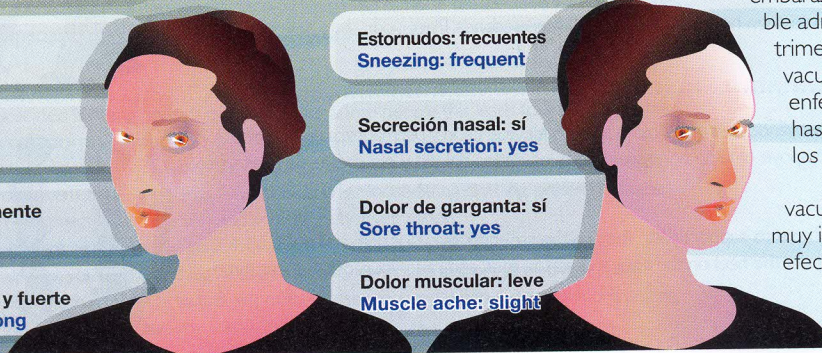 mente
y fuerte
ong
Estornudos: frecuentes
Sneezing: frequent
Secreción nasal: sí
Nasal secretion: yes
Dolor de garganta: sí
Sore throat: yes
Dolor muscular: leve
Muscle ache: slight
ble adr
trime
vacu
enfe
has
los
vacu
muy i
efec